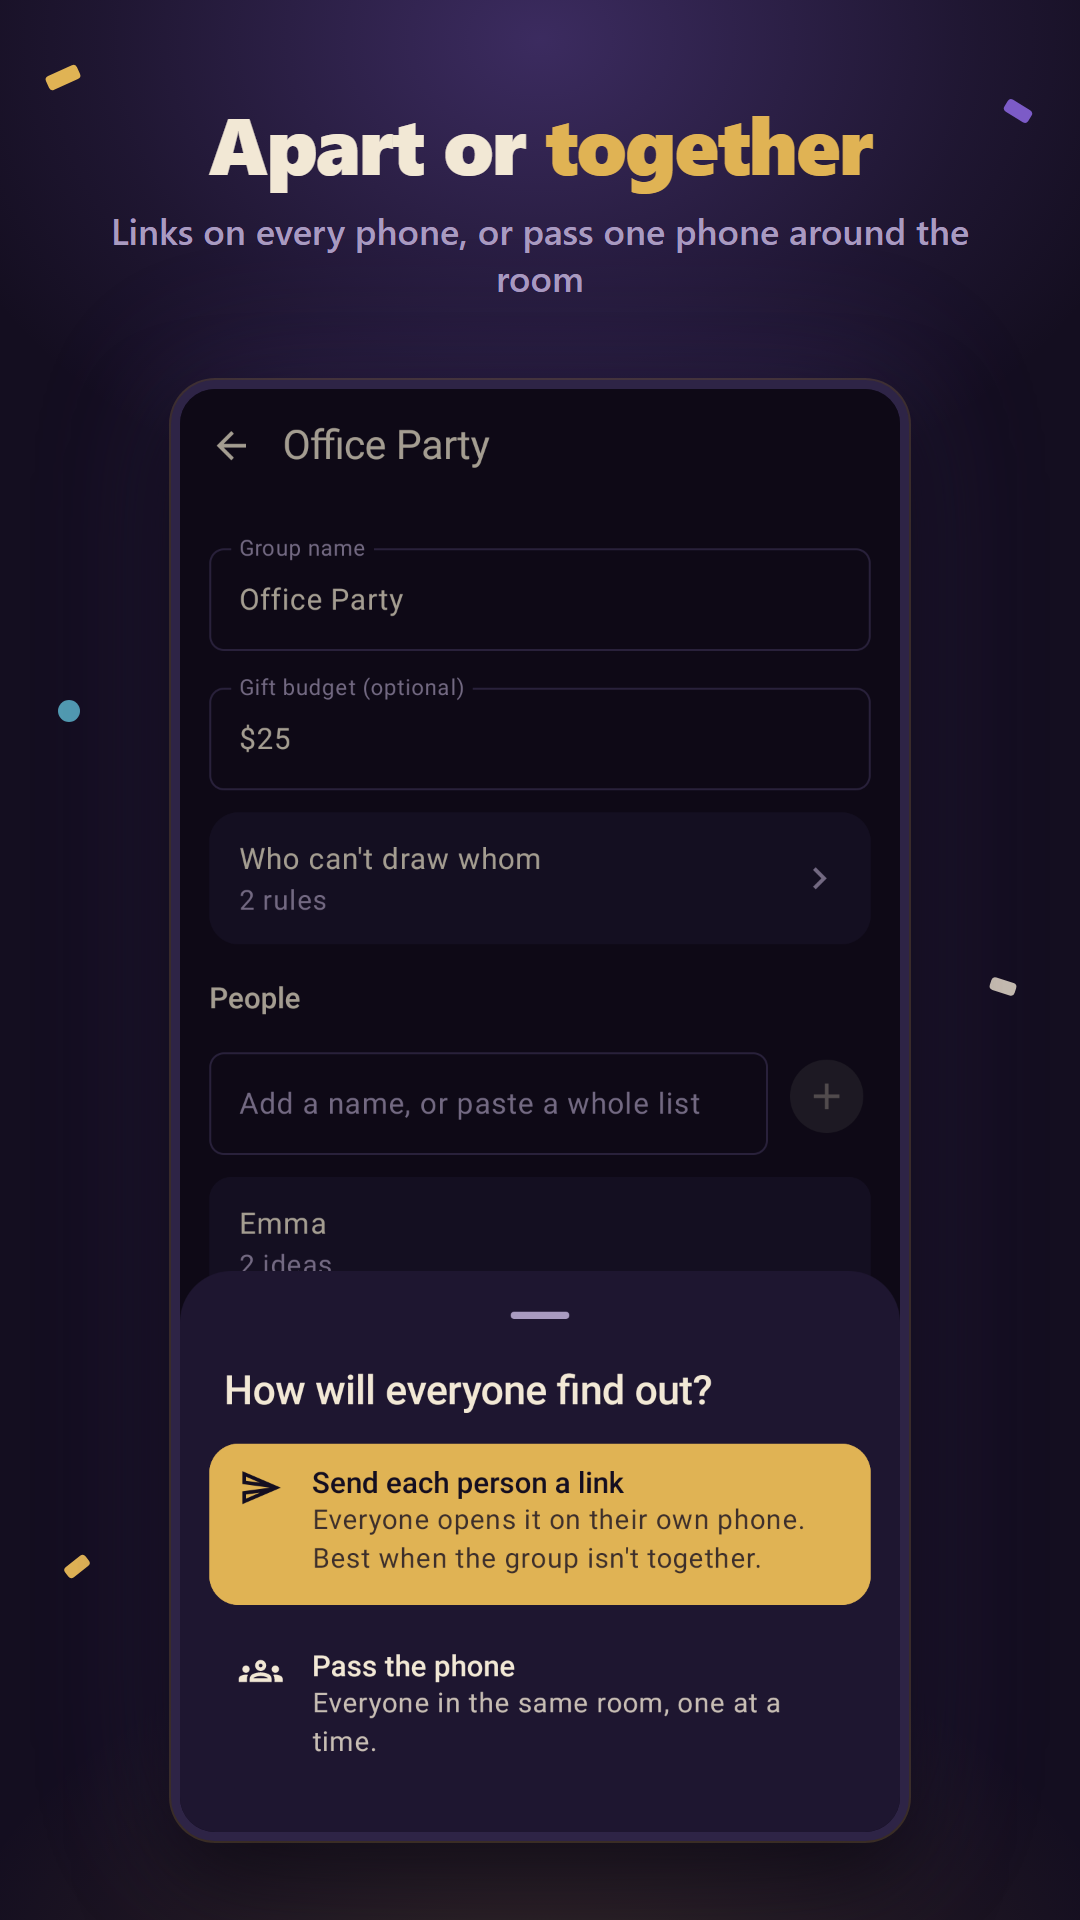 Apart or together
Links on every phone, or pass one phone around the
room
Office Party
Group name
Office Party
Gift budget (optional)
$25
Who can't draw whom
2 rules
People
Add a name, or paste a whole list
Emma
2 ideas
How will everyone find out?
Send each person a link
Everyone opens it on their own phone.
Best when the group isn't together.
Pass the phone
Everyone in the same room, one at a
time.